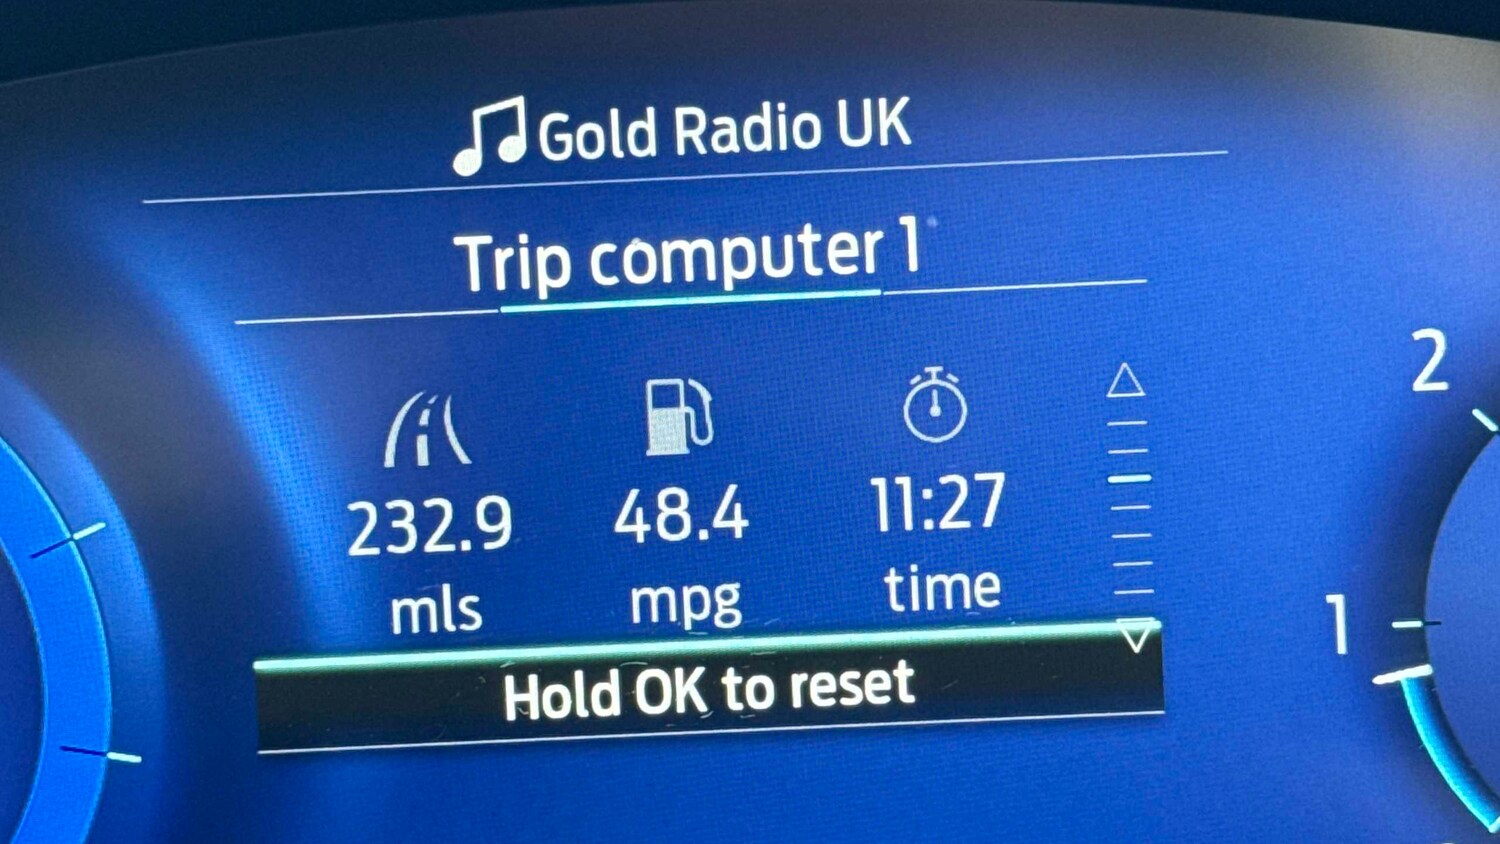 Gold Radio UK
Trip computer 1
232.9 48.4 11:27
mls mpg time
Hold OK to reset
2
1